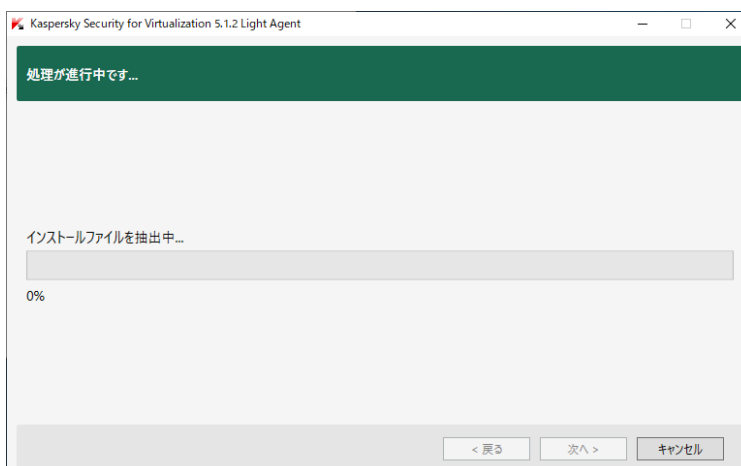 Kaspersky Security for Virtualization 5.1.2 Light Agent
処理が進行中です...
インストールファイルを抽出中...
0%
< 戻る 次へ > キャンセル